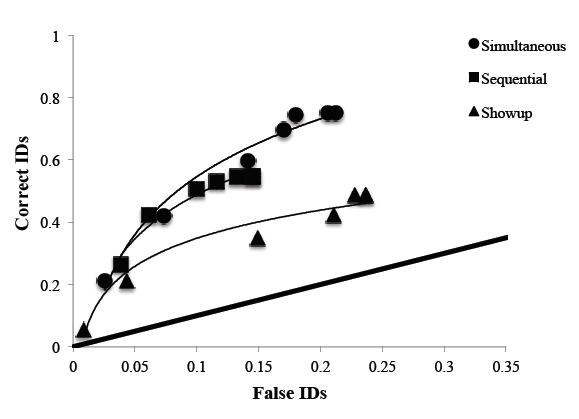 Simultaneous
Sequential
Showup
Correct IDs
1
0.8
0.6
0.4
0.2
0
0 0.05 0.1 0.15 0.2 0.25 0.3 0.35
False IDs